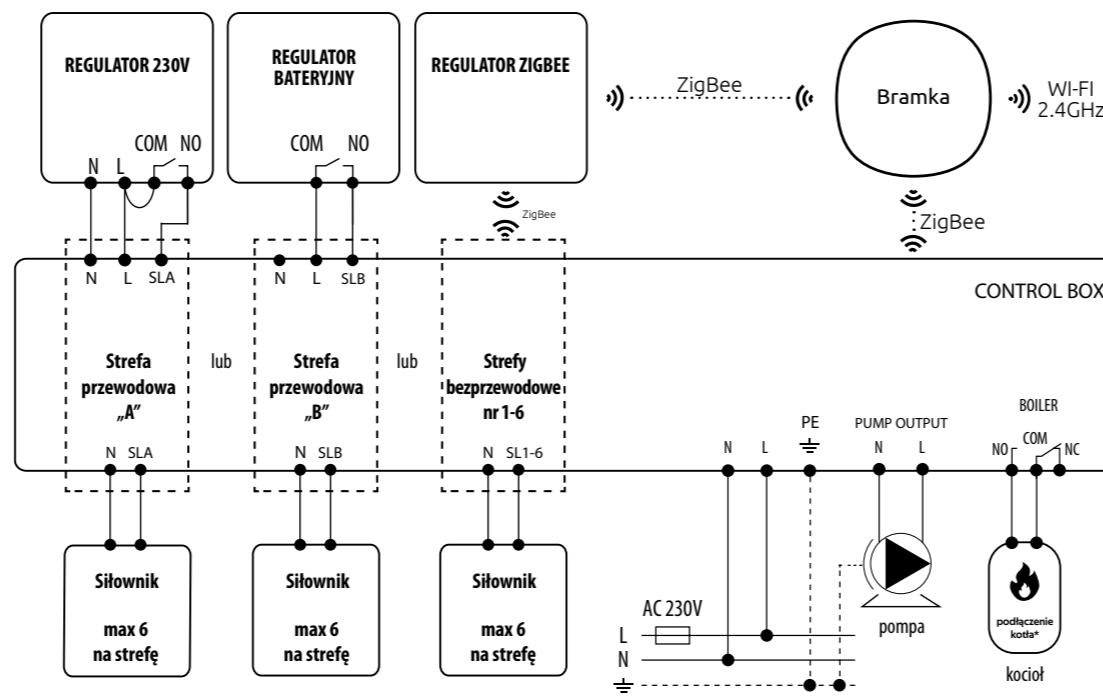 REGULATOR 230V
N L COM NO
REGULATOR
BATERYJNY
COM NO
REGULATOR ZIGBEE
ZigBee
Bramka
WI-FI
2.4GHz
ZigBee
ZigBee
CONTROL BOX
N L SLA
Strefa
przewodowa
„A”
N SLA
lub
N L SLB
Strefa
przewodowa
„B”
N SLB
lub
Strefy
bezprzewodowe
nr 1-6
N SL1-6
N L PE
PUMP OUTPUT
N L
BOILER
NO COM NC
Siłownik
max 6
na strefę
Siłownik
max 6
na strefę
Siłownik
max 6
na strefę
AC 230V
L
N
pompa
podłączenie
kotła*
kocioł